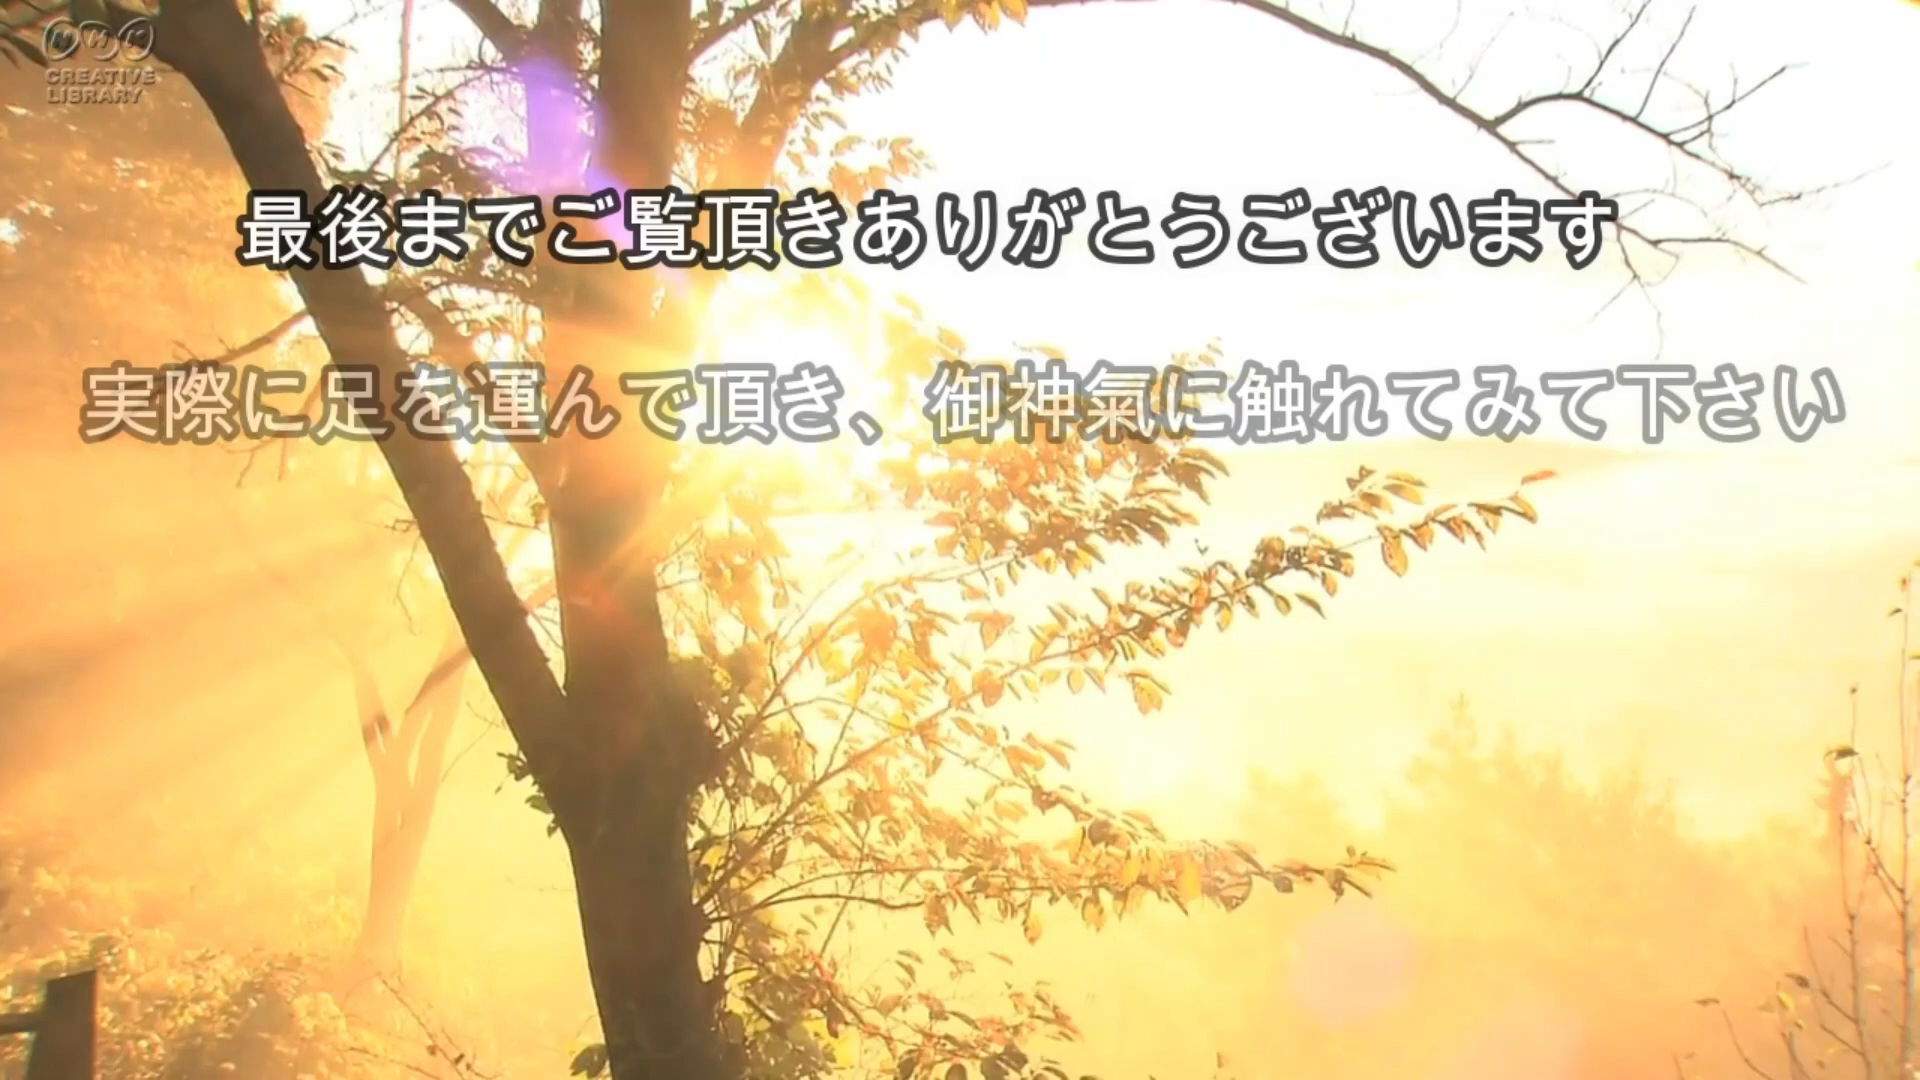 NHK
CREATIVE
LIBRARY
最後までご覧頂きありがとうございます
実際に足を運んで頂き、御神氣に触れてみて下さい